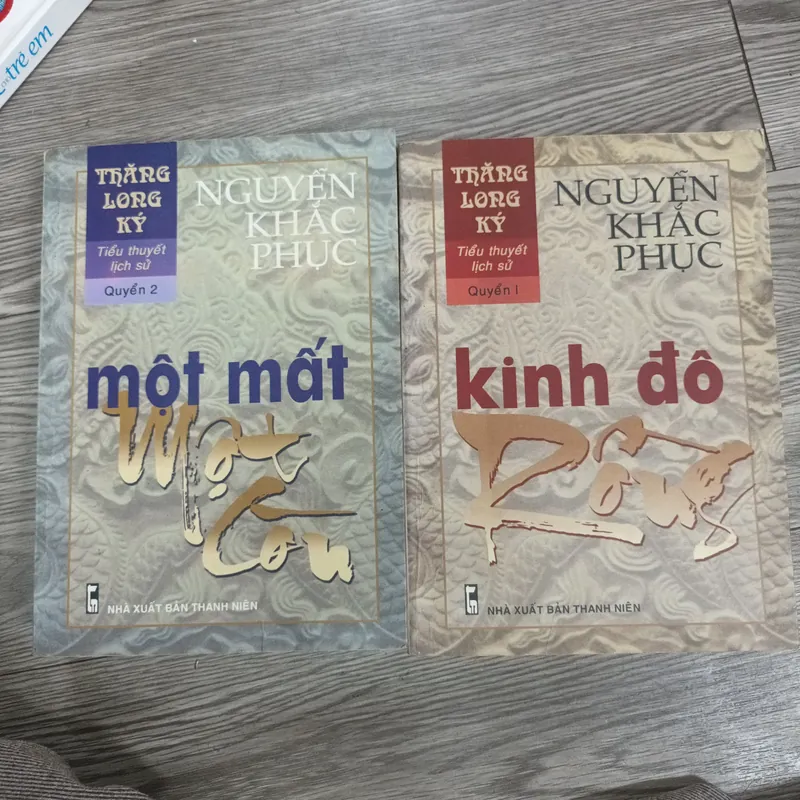 trẻ em
THĂNG
LONG
KÝ
Tiểu thuyết
lịch sử
Quyển 2
NGUYỄN
KHẮC
PHỤC
một mất
Một
Còn
NHÀ XUẤT BẢN THANH NIÊN
THĂNG
LONG
KÝ
Tiểu thuyết
lịch sử
Quyển I
NGUYỄN
KHẮC
PHỤC
kinh đô
Rồng
NHÀ XUẤT BẢN THANH NIÊN